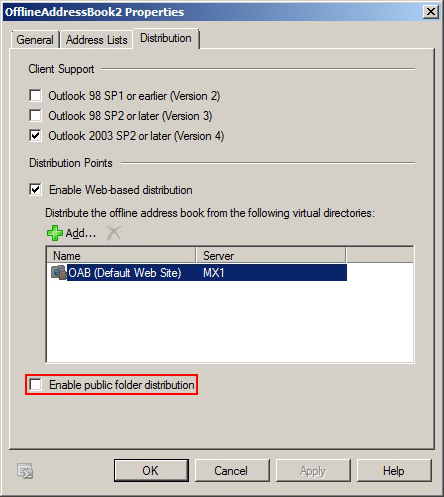 OfflineAddressBook2 Properties
General
Address Lists
Distribution
Client Support
Outlook 98 SP1 or earlier (Version 2)
Outlook 98 SP2 or later (Version 3)
Outlook 2003 SP2 or later (Version 4)
Distribution Points
Enable Web-based distribution
Distribute the offline address book from the following virtual directories:
Add...
Name Server
OAB (Default Web Site) MX1
Enable public folder distribution
OK
Cancel
Apply
Help